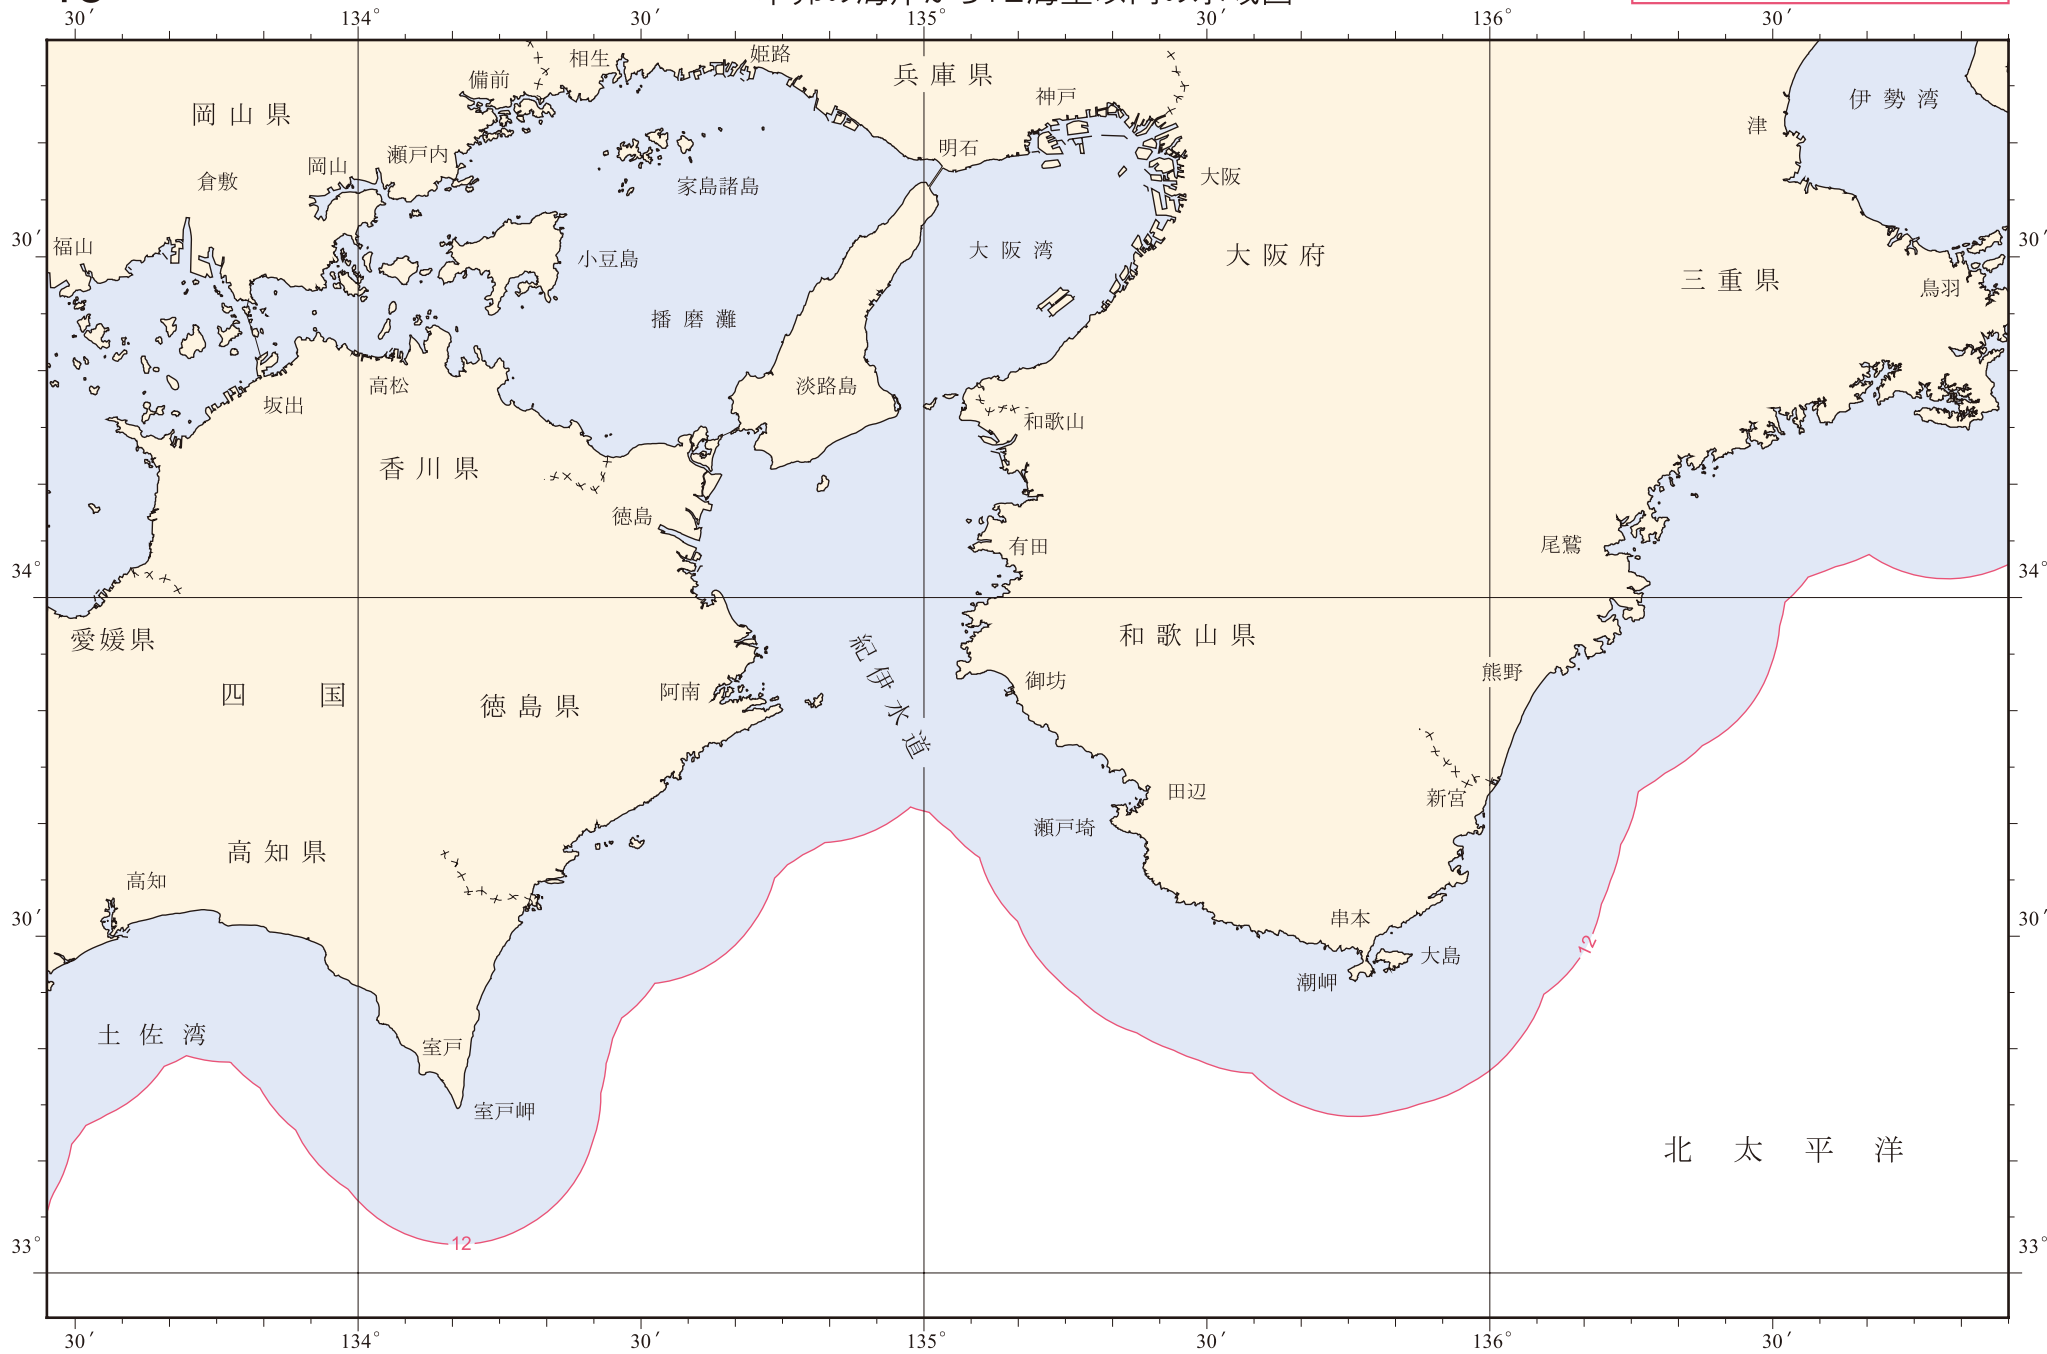 30′ 134° 30′ 135° 30′ 136° 30′
相生
姫路
備前
兵庫県
神戸
伊勢湾
岡山県
津
明石
瀬戸内
岡山
倉敷
家島諸島
大阪
30′
30′
福山
小豆島
大阪湾
大阪府
三重県
鳥羽
播磨灘
高松
坂出
淡路島
和歌山
香川県
徳島
有田
尾鷲
34°
34°
愛媛県
和歌山県
紀伊水道
熊野
御坊
四国
徳島県
阿南
田辺
新宮
瀬戸埼
高知県
高知
30′
30′
串本
12
大島
潮岬
土佐湾
室戸
室戸岬
北太平洋
12
33°
33°
30′ 134° 30′ 135° 30′ 136° 30′